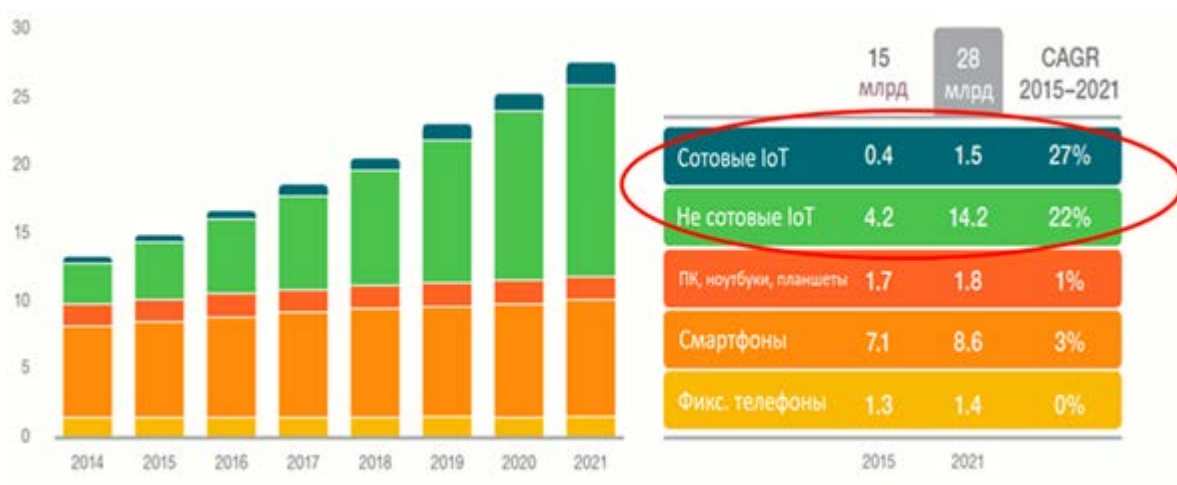 30
25
20
15
10
5
0
2014 2015 2016 2017 2018 2019 2020 2021
15 28 CAGR
млрд млрд 2015–2021
Сотовые IoT 0.4 1.5 27%
Не сотовые IoT 4.2 14.2 22%
ПК, ноутбуки, планшеты 1.7 1.8 1%
Смартфоны 7.1 8.6 3%
Фикс. телефоны 1.3 1.4 0%
2015 2021